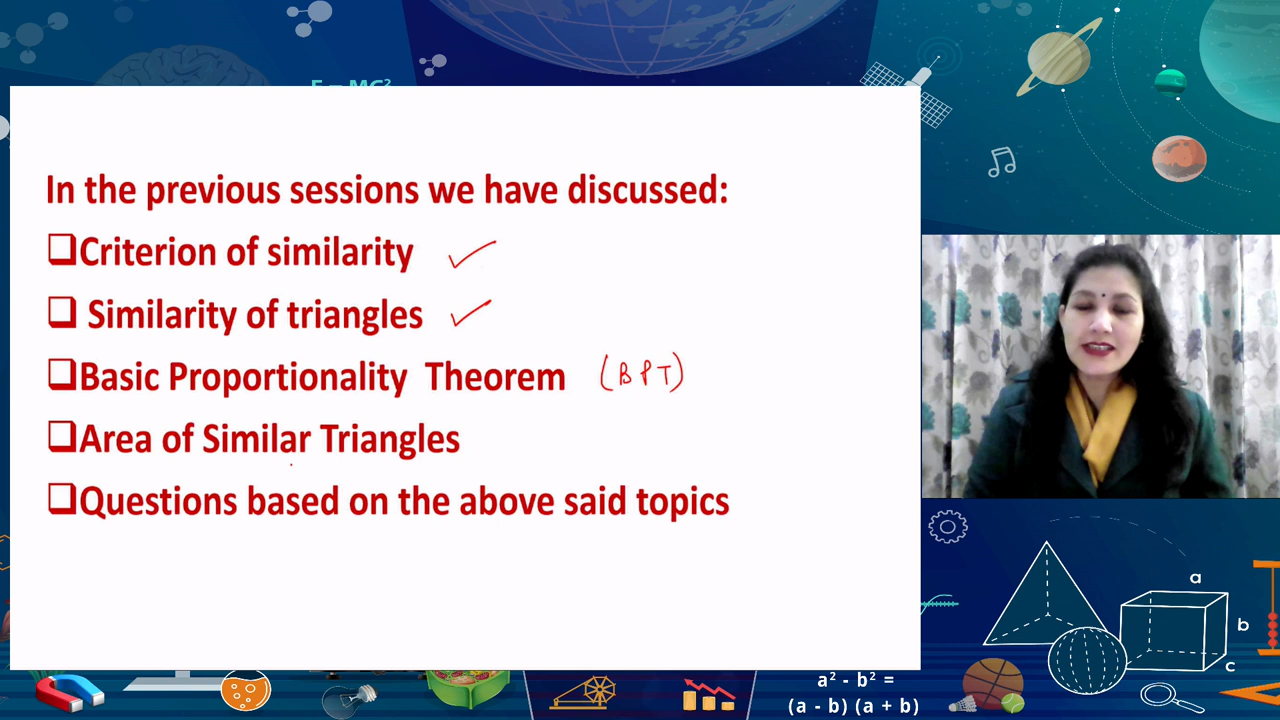 E = MC²
In the previous sessions we have discussed:
❑Criterion of similarity ✓
❑ Similarity of triangles ✓
❑Basic Proportionality Theorem (BPT)
❑Area of Similar Triangles
❑Questions based on the above said topics
a
b
c
a² - b² =
(a - b) (a + b)